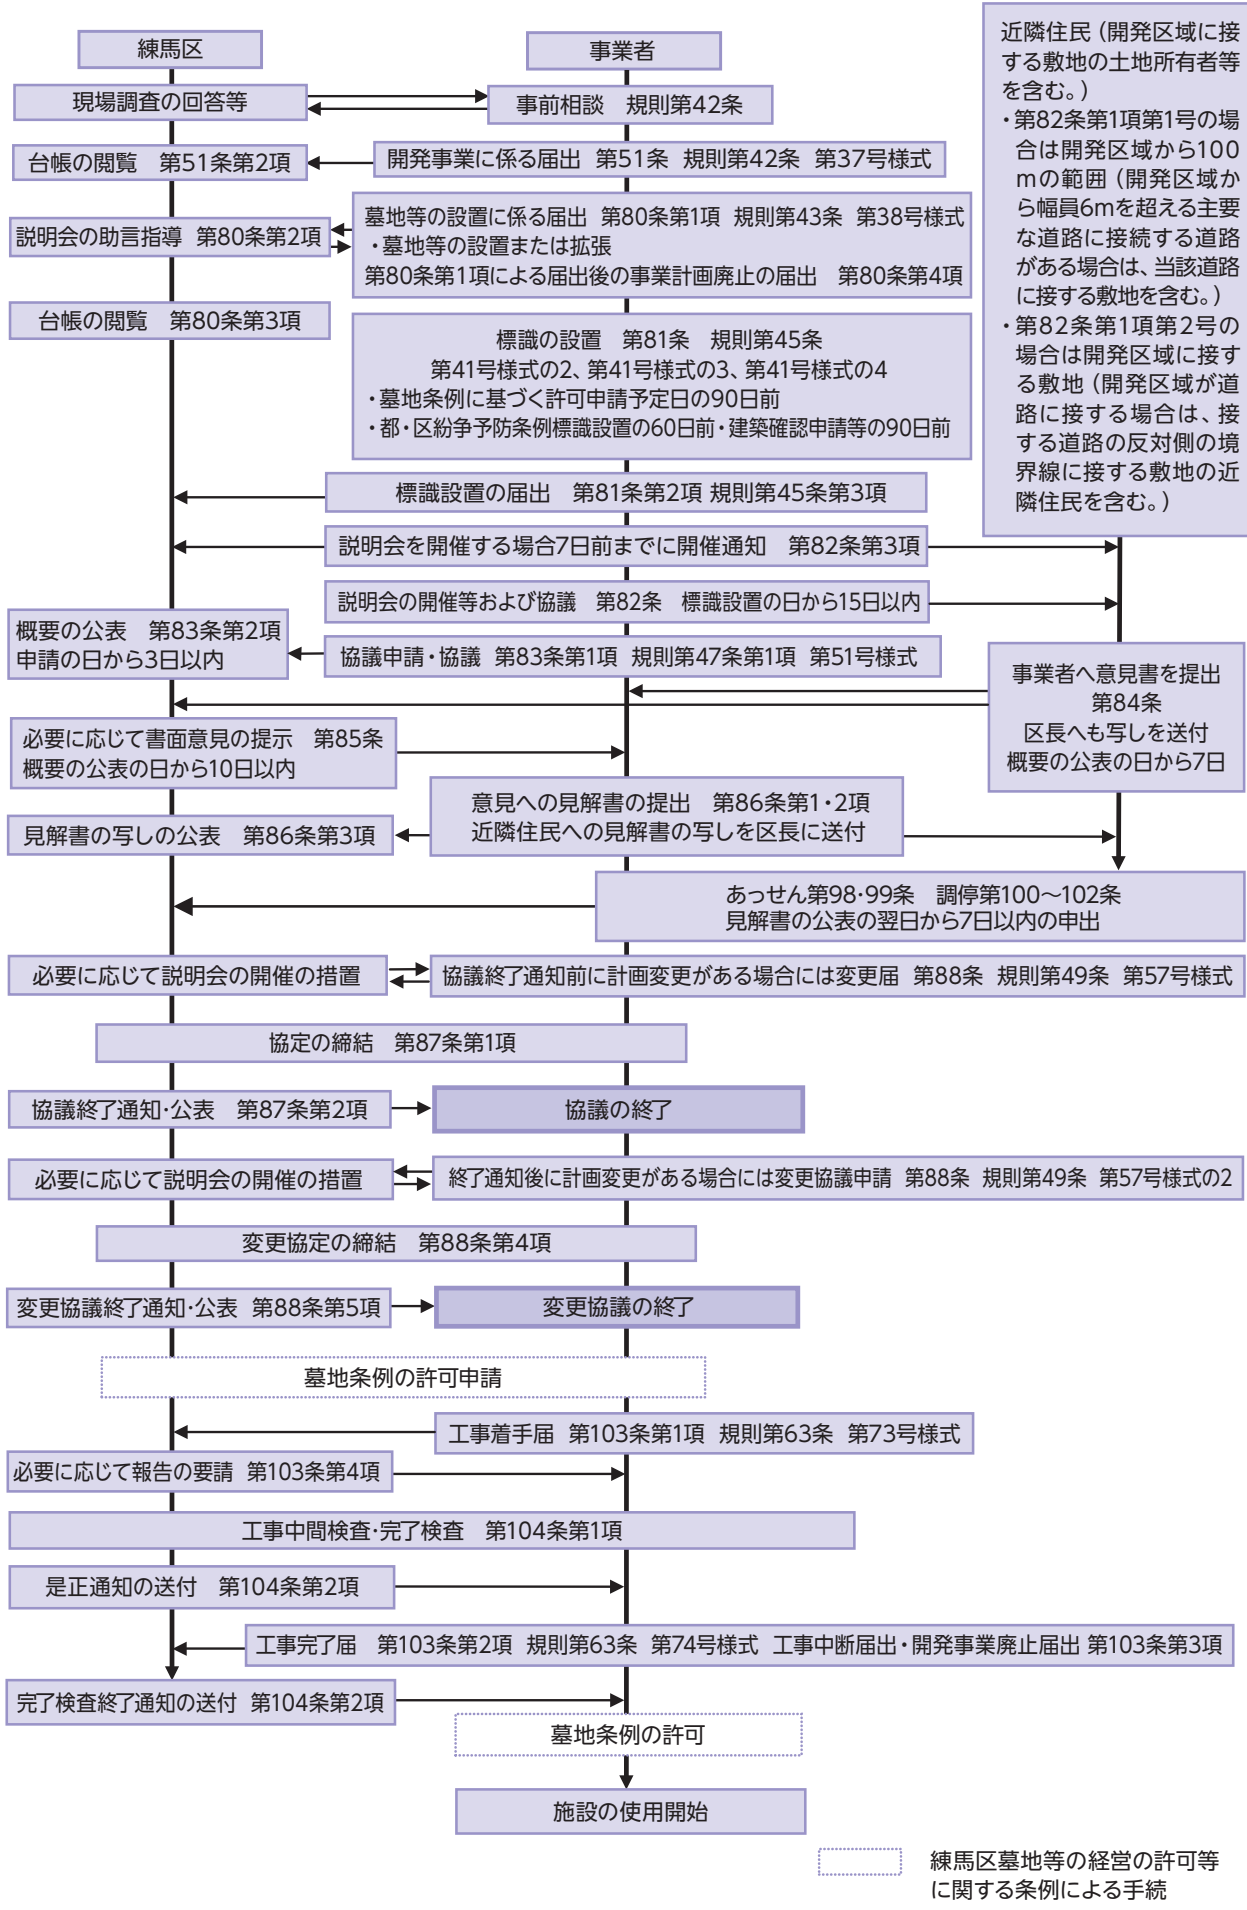 練馬区
事業者
近隣住民（開発区域に接
する敷地の土地所有者等
を含む。）
・第82条第1項第1号の場
合は開発区域から100
mの範囲（開発区域か
ら幅員6mを超える主要
な道路に接続する道路
がある場合は、当該道路
に接する敷地を含む。）
・第82条第1項第2号の
場合は開発区域に接す
る敷地（開発区域が道
路に接する場合は、接
する道路の反対側の境
界線に接する敷地の近
隣住民を含む。）
現場調査の回答等
事前相談　規則第42条
台帳の閲覧　第51条第2項
開発事業に係る届出　第51条　規則第42条　第37号様式
説明会の助言指導　第80条第2項
墓地等の設置に係る届出　第80条第1項　規則第43条　第38号様式
・墓地等の設置または拡張
第80条第1項による届出後の事業計画廃止の届出　第80条第4項
台帳の閲覧　第80条第3項
標識の設置　第81条　規則第45条
第41号様式の2、第41号様式の3、第41号様式の4
・墓地条例に基づく許可申請予定日の90日前
・都・区紛争予防条例標識設置の60日前・建築確認申請等の90日前
標識設置の届出　第81条第2項 規則第45条第3項
説明会を開催する場合7日前までに開催通知　第82条第3項
説明会の開催等および協議　第82条　標識設置の日から15日以内
概要の公表　第83条第2項
申請の日から3日以内
協議申請・協議　第83条第1項　規則第47条第1項　第51号様式
事業者へ意見書を提出
第84条
区長へも写しを送付
概要の公表の日から7日
必要に応じて書面意見の提示　第85条
概要の公表の日から10日以内
意見への見解書の提出　第86条第1・2項
近隣住民への見解書の写しを区長に送付
見解書の写しの公表　第86条第3項
あっせん第98・99条　調停第100～102条
見解書の公表の翌日から7日以内の申出
必要に応じて説明会の開催の措置
協議終了通知前に計画変更がある場合には変更届　第88条　規則第49条　第57号様式
協定の締結　第87条第1項
協議終了通知・公表　第87条第2項
協議の終了
必要に応じて説明会の開催の措置
終了通知後に計画変更がある場合には変更協議申請　第88条　規則第49条　第57号様式の2
変更協定の締結　第88条第4項
変更協議終了通知・公表　第88条第5項
変更協議の終了
墓地条例の許可申請
工事着手届　第103条第1項　規則第63条　第73号様式
必要に応じて報告の要請　第103条第4項
工事中間検査・完了検査　第104条第1項
是正通知の送付　第104条第2項
工事完了届　第103条第2項　規則第63条　第74号様式　工事中断届出・開発事業廃止届出 第103条第3項
完了検査終了通知の送付　第104条第2項
墓地条例の許可
施設の使用開始
練馬区墓地等の経営の許可等
に関する条例による手続